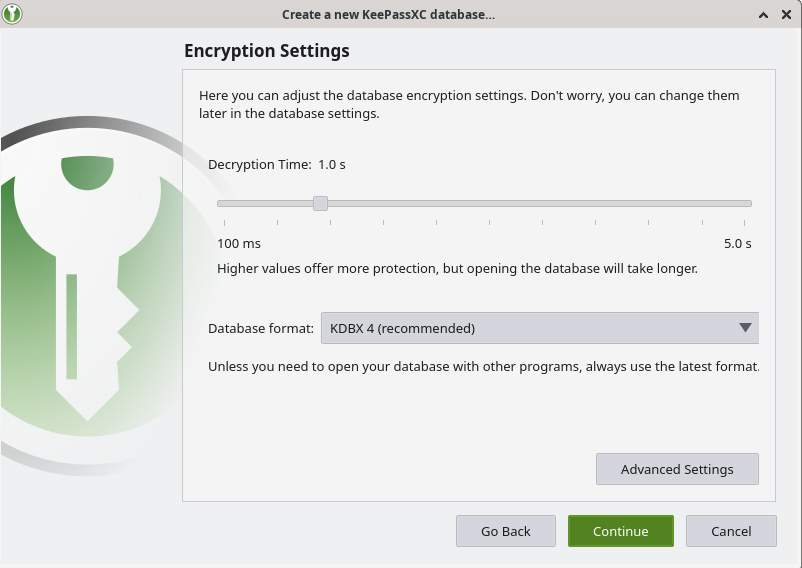 Create a new KeePassXC database...
Encryption Settings
Here you can adjust the database encryption settings. Don't worry, you can change them
later in the database settings.
Decryption Time: 1.0 s
100 ms 5.0 s
Higher values offer more protection, but opening the database will take longer.
Database format: KDBX 4 (recommended)
Unless you need to open your database with other programs, always use the latest format.
Advanced Settings
Go Back Continue Cancel